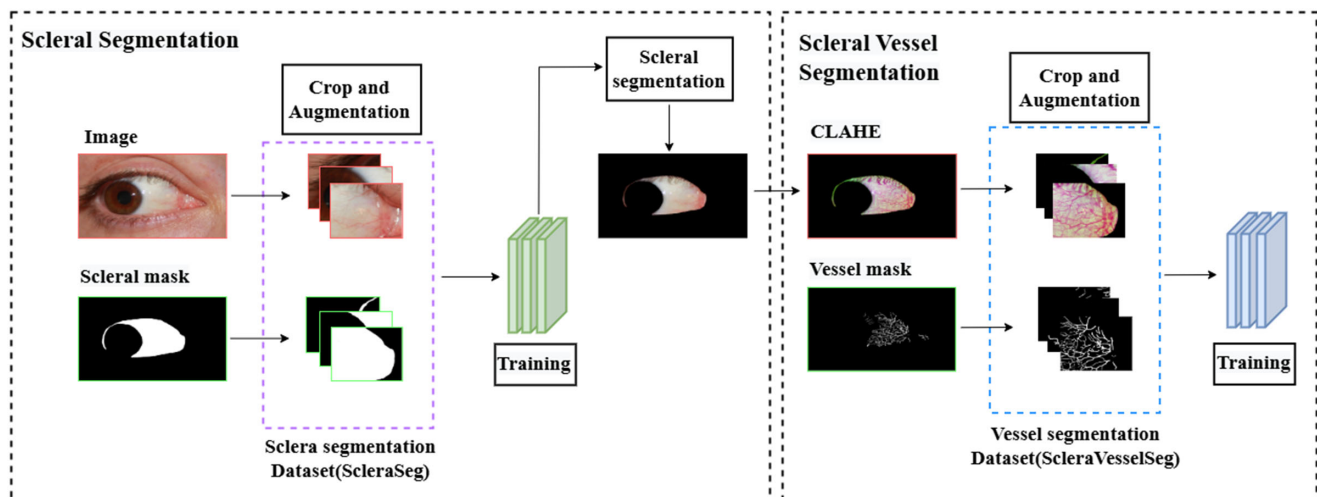 Scleral Segmentation
Crop and
Augmentation
Image
Scleral mask
Sclera segmentation
Dataset(ScleraSeg)
Training
Scleral
segmentation
Scleral Vessel
Segmentation
Crop and
Augmentation
CLAHE
Vessel mask
Vessel segmentation
Dataset(ScleraVesselSeg)
Training